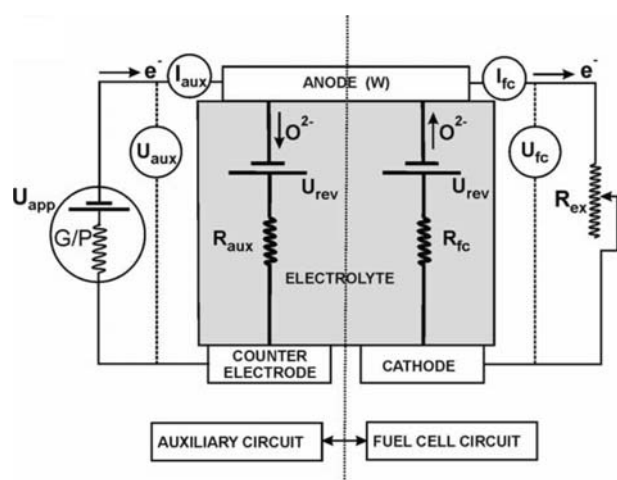 e⁻
I_aux
ANODE (W)
I_fc
e⁻
O²⁻
O²⁻
U_aux
U_fc
U_rev
U_rev
U_app
R_ex
G/P
R_aux
R_fc
ELECTROLYTE
COUNTER
ELECTRODE
CATHODE
AUXILIARY CIRCUIT
FUEL CELL CIRCUIT